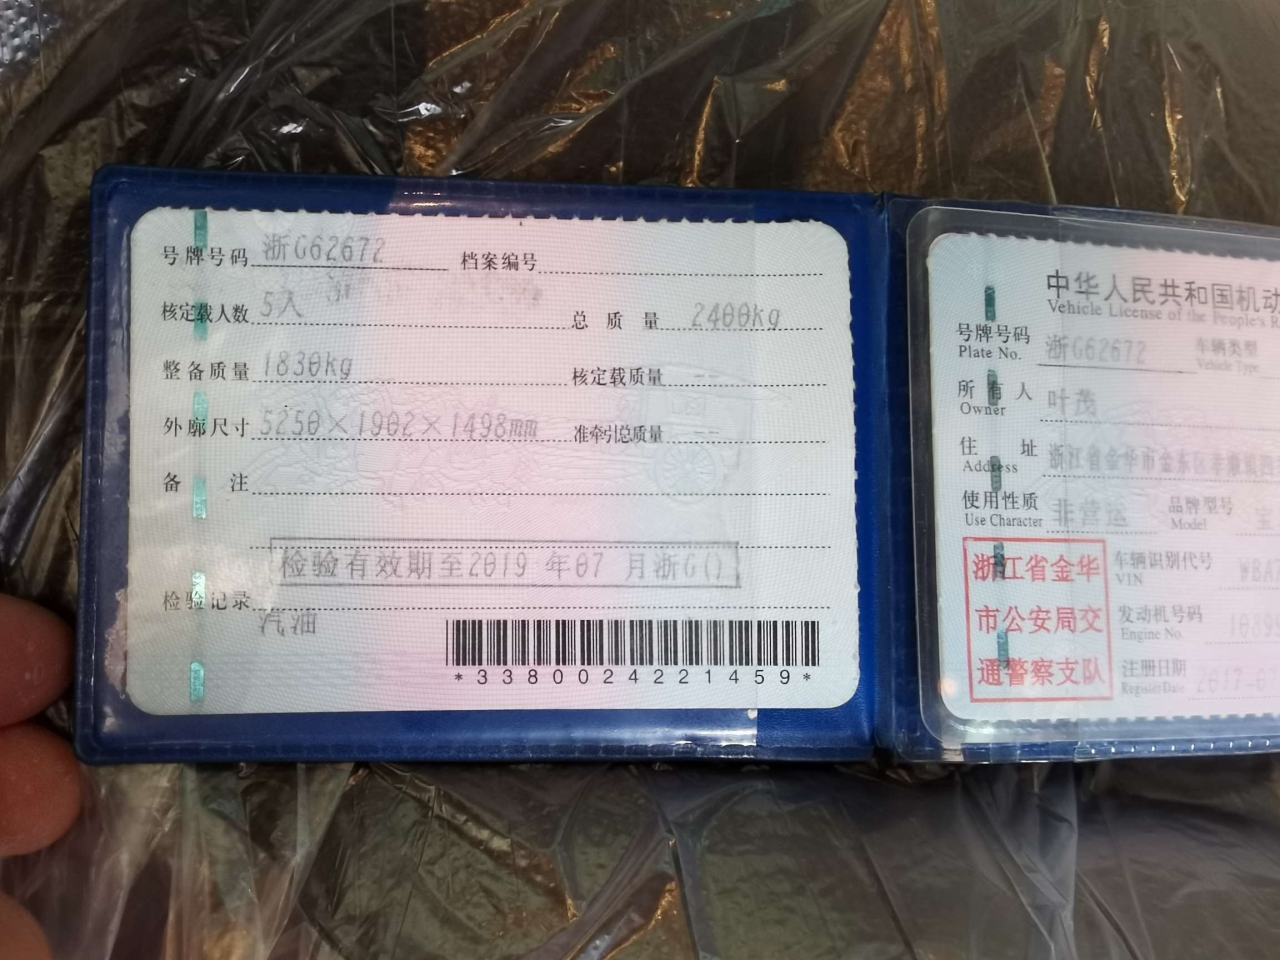 号牌号码 浙G62672 档案编号
核定载人数 5人 总质量 2400kg
整备质量 1830kg 核定载质量 --
外廓尺寸 5250×1902×1498mm 准牵引总质量 --
备注
检验有效期至2019 年07 月浙G()
检验记录
汽油
*3380024221459*
中华人民共和国机动
Vehicle License of the People's R
号牌号码 浙G62672 车辆类型
Plate No. Vehicle Type
所有人 叶茂
Owner
住址 浙江省金华市金东区
Address
使用性质 非营运 品牌型号 宝
Use Character Model
浙江省金华
市公安局交
通警察支队
车辆识别代号 WBA
VIN
发动机号码
Engine No.
注册日期 2017-07
Register Date